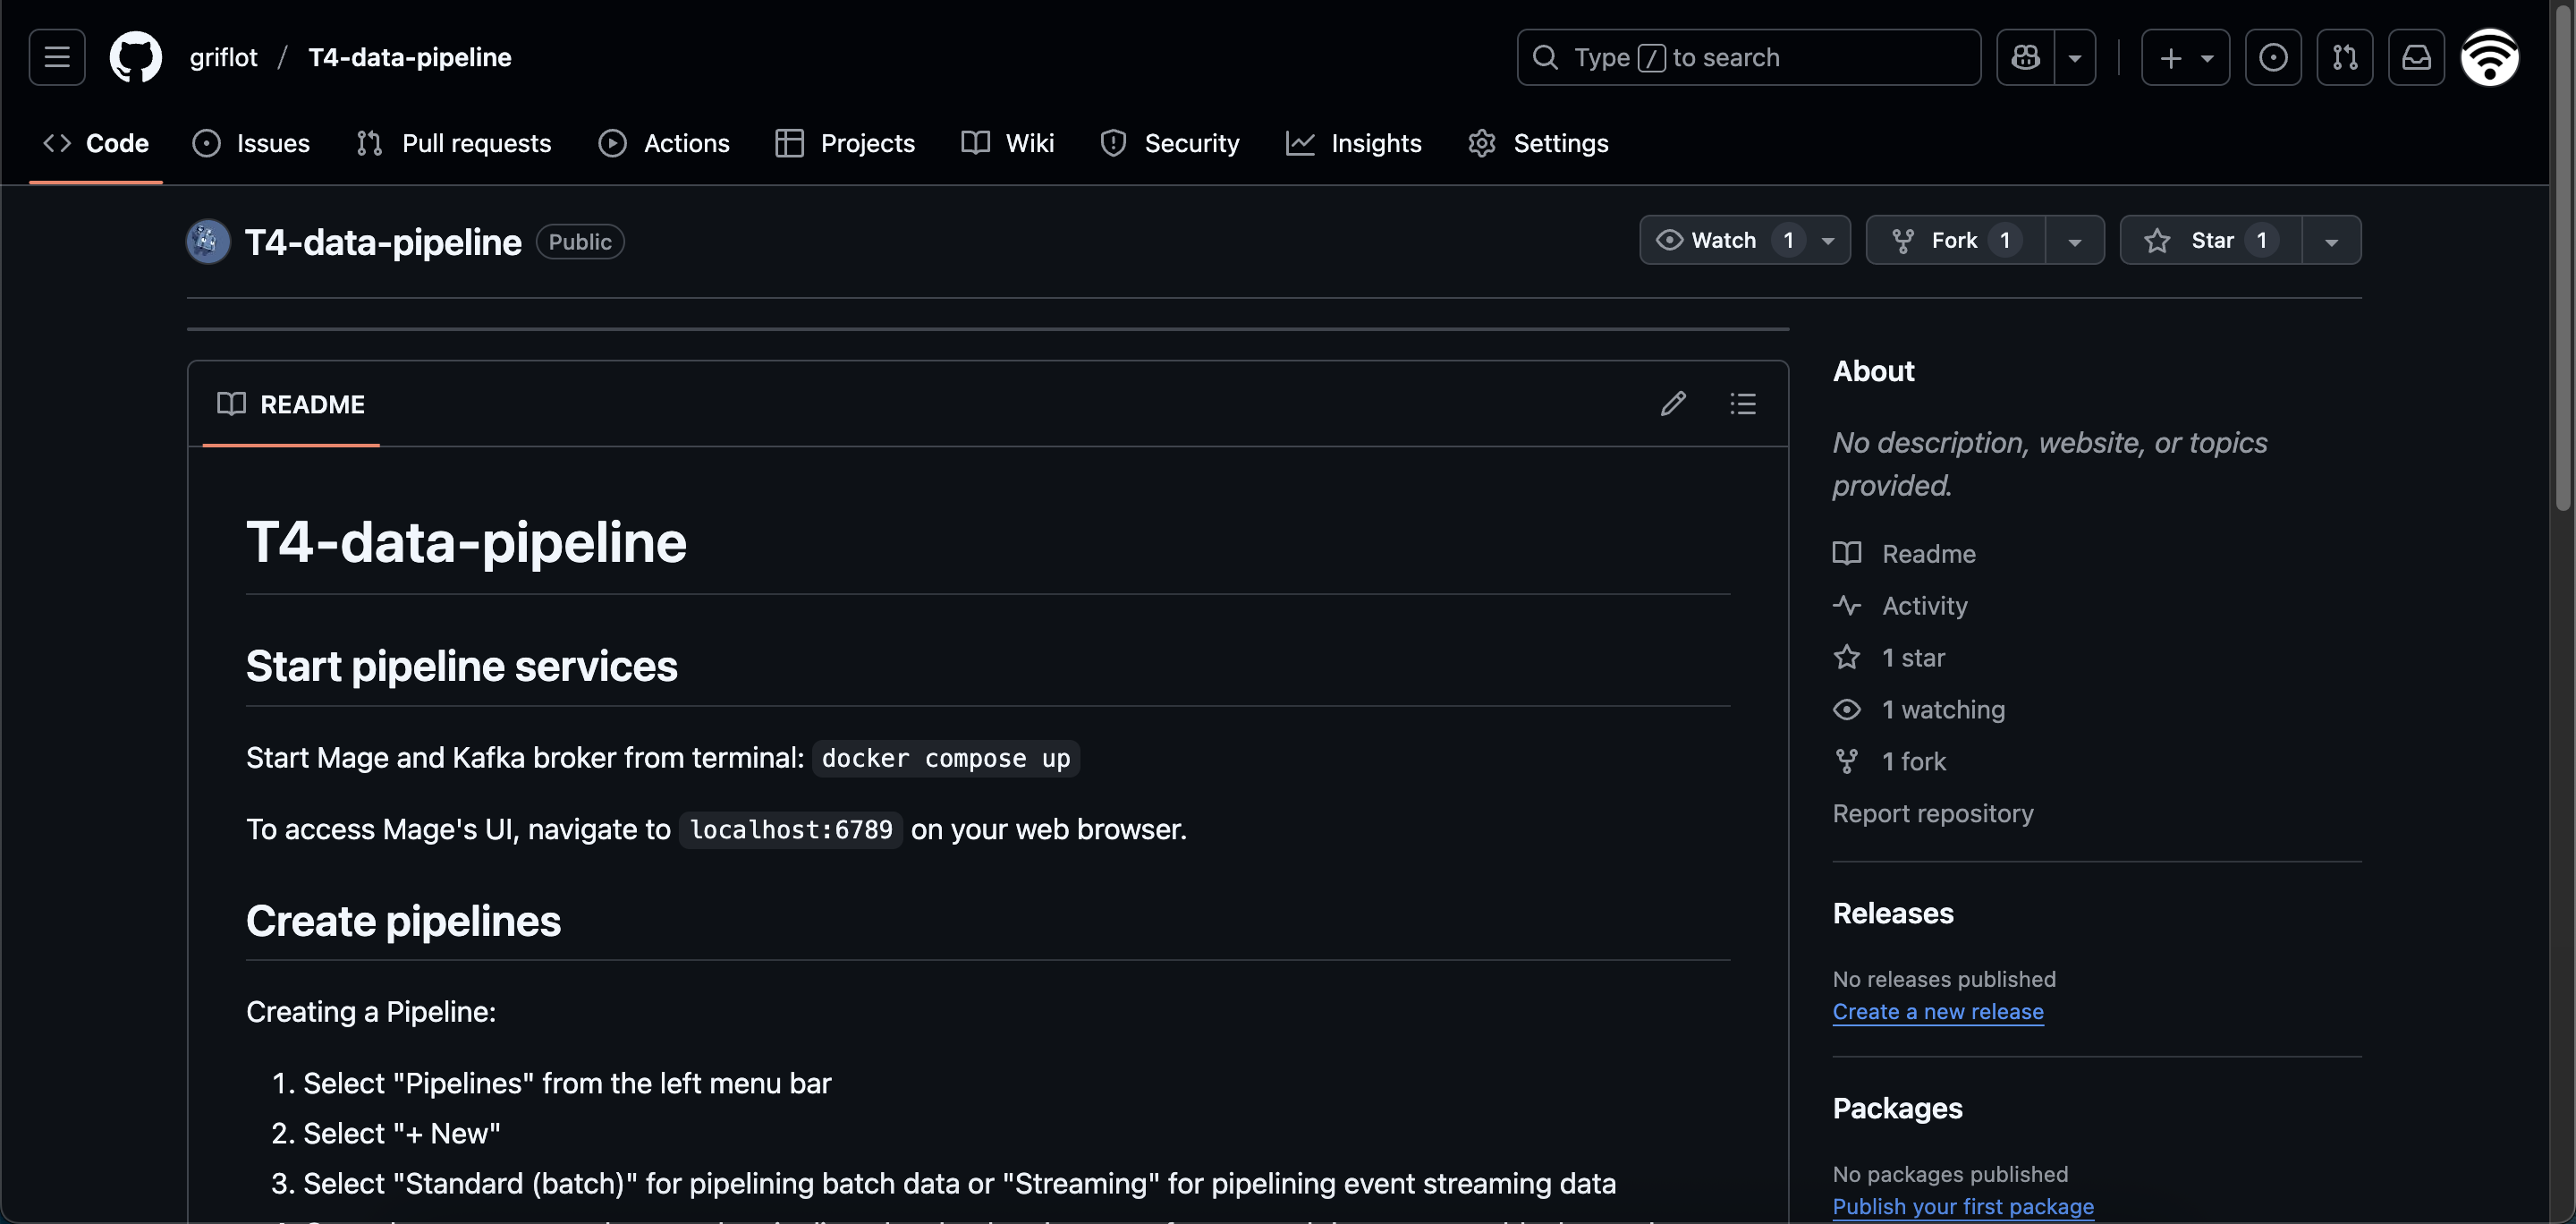 griflot / T4-data-pipeline
Type / to search
Code Issues Pull requests Actions Projects Wiki Security Insights Settings
T4-data-pipeline Public
Watch 1 Fork 1 Star 1
README
T4-data-pipeline
Start pipeline services
Start Mage and Kafka broker from terminal: docker compose up
To access Mage's UI, navigate to localhost:6789 on your web browser.
Create pipelines
Creating a Pipeline:
1. Select "Pipelines" from the left menu bar
2. Select "+ New"
3. Select "Standard (batch)" for pipelining batch data or "Streaming" for pipelining event streaming data
About
No description, website, or topics
provided.
Readme
Activity
1 star
1 watching
1 fork
Report repository
Releases
No releases published
Create a new release
Packages
No packages published
Publish your first package